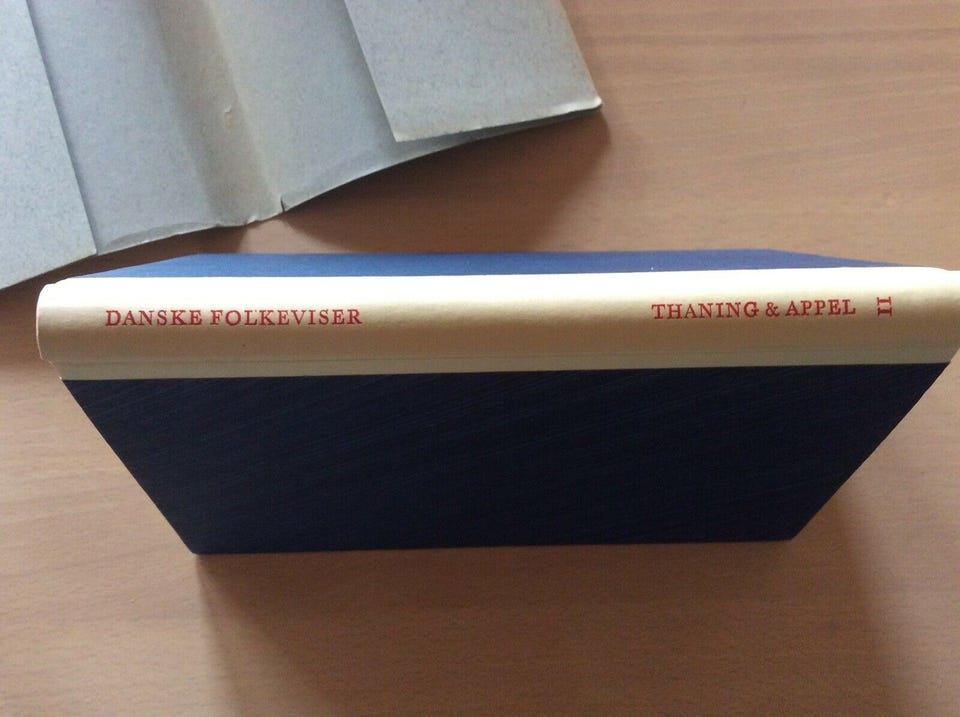 DANSKE FOLKEVISER
THANING & APPEL
II